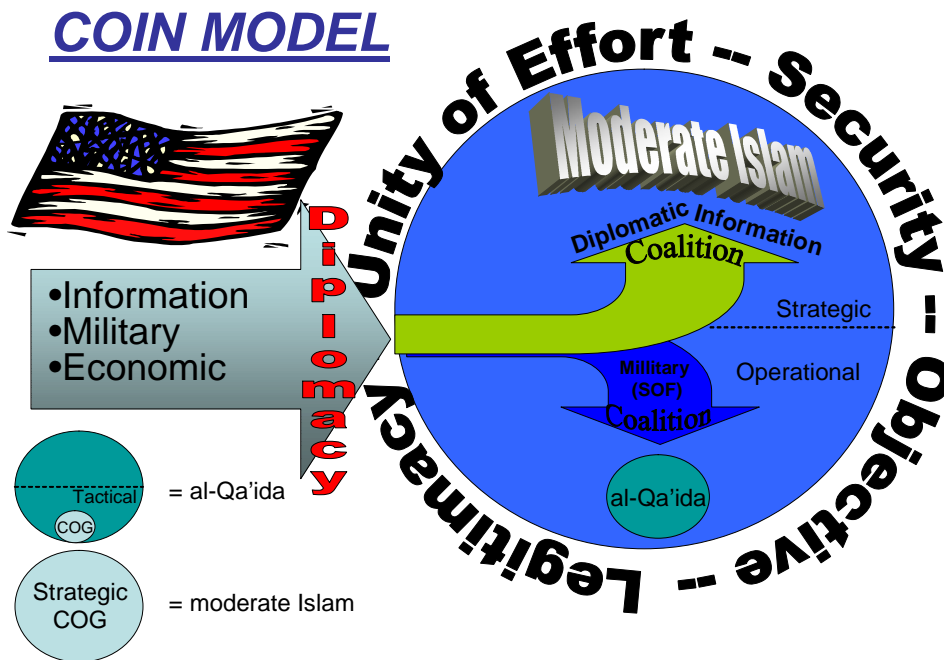 COIN MODEL
Unity of Effort -- Security -- Objective -- Legitimacy
Moderate Islam
Diplomatic Information
Coalition
Diplomacy
•Information
•Military
•Economic
Strategic
Operational
Millitary
(SOF)
Coalition
al-Qa'ida
Tactical
COG
= al-Qa'ida
Strategic
COG
= moderate Islam